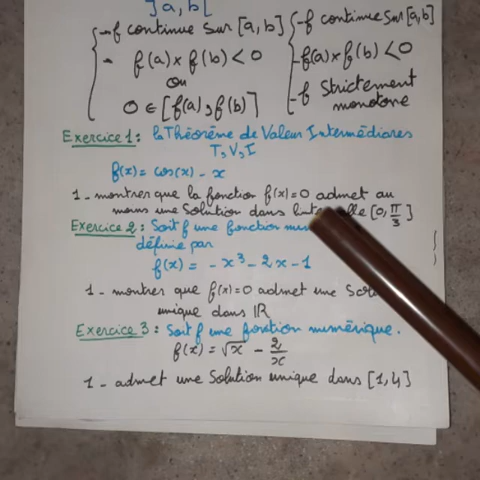 ]a,b[
-f continue sur [a,b]
- f(a)×f(b) < 0
ou
0 ∈ [f(a),f(b)]
-f continue sur [a,b]
-f(a)×f(b) < 0
-f Strictement
monotone
Exercice 1 : la Théorème de Valeur Intermédiares
T,V,I
f(x) = cos(x) - x
1 - montrer que la fonction f(x)=0 admet au
moins une Solution dans [0, π/3]
Exercice 2 : Soit f une fonction
définie par
f(x) = -x³ - 2x - 1
1 - montrer que f(x)=0 admet une
unique dans IR
Exercice 3 : Soit f une fonction numérique.
f(x) = √x - 2/x
1 - admet une Solution unique dans [1,4]